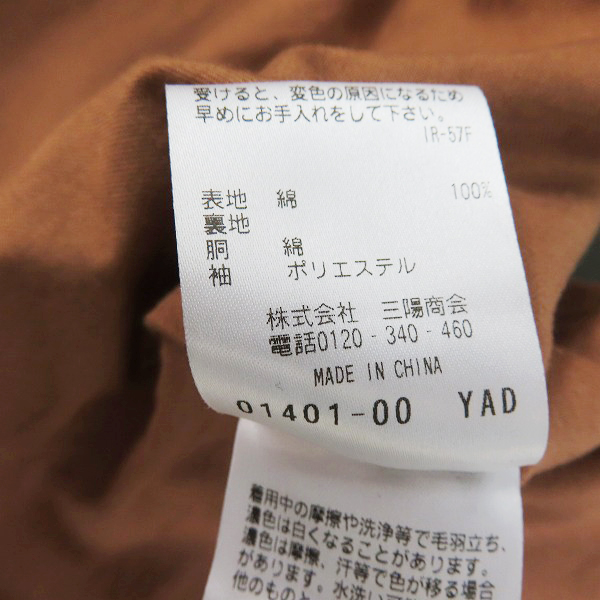 受けると、変色の原因になるため
早めにお手入れをして下さい。
IR-57F
表地 綿 100%
裏地
胴 綿
袖 ポリエステル
株式会社 三陽商会
電話0120-340-460
MADE IN CHINA
01401-00 YAD
着用中の摩擦や洗浄等で毛羽立ち、
濃色は白くなることがあります。
濃色は摩擦、汗等で色が移る場合
があります。水洗い
他のものと